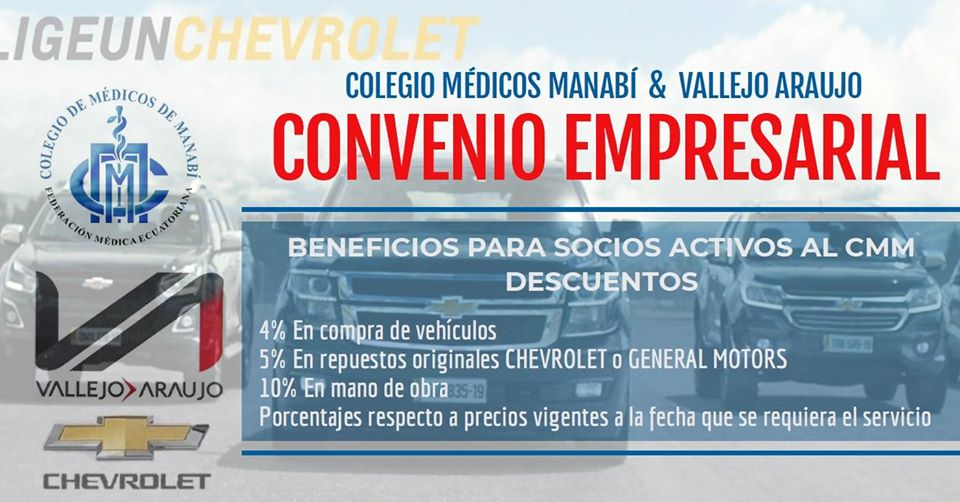 LIGEUNCHEVROLET
COLEGIO MÉDICOS MANABÍ & VALLEJO ARAUJO
CONVENIO EMPRESARIAL
COLEGIO DE MÉDICOS DE MANABÍ
CMM
FEDERACIÓN MÉDICA ECUATORIANA
BENEFICIOS PARA SOCIOS ACTIVOS AL CMM
DESCUENTOS
4% En compra de vehículos
5% En repuestos originales CHEVROLET o GENERAL MOTORS
10% En mano de obra
Porcentajes respecto a precios vigentes a la fecha que se requiera el servicio
VA
VALLEJO ARAUJO
CHEVROLET